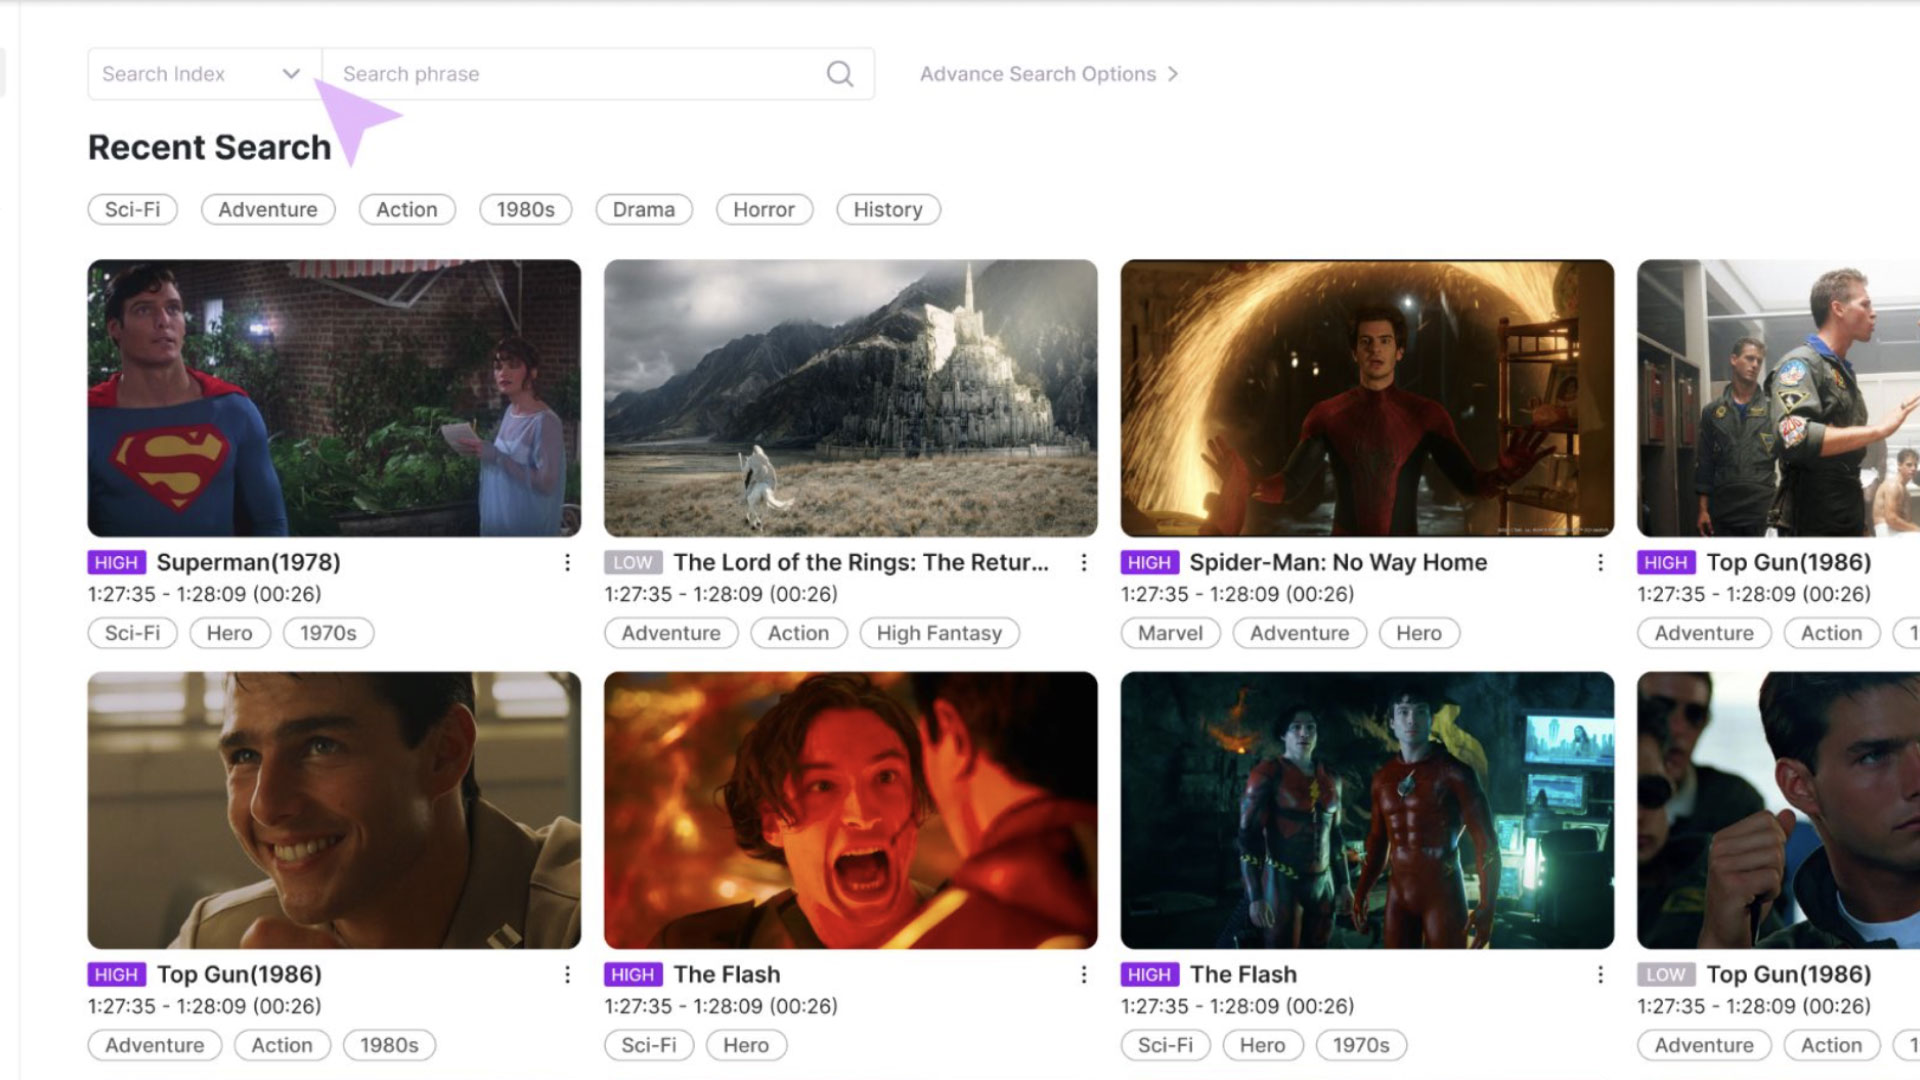 Search Index
Search phrase
Advance Search Options
Recent Search
Sci-Fi
Adventure
Action
1980s
Drama
Horror
History
HIGH Superman(1978)
1:27:35 - 1:28:09 (00:26)
Sci-Fi
Hero
1970s
LOW The Lord of the Rings: The Retur...
1:27:35 - 1:28:09 (00:26)
Adventure
Action
High Fantasy
HIGH Spider-Man: No Way Home
1:27:35 - 1:28:09 (00:26)
Marvel
Adventure
Hero
HIGH Top Gun(1986)
1:27:35 - 1:28:09 (00:26)
Adventure
Action
1
HIGH Top Gun(1986)
1:27:35 - 1:28:09 (00:26)
Adventure
Action
1980s
HIGH The Flash
1:27:35 - 1:28:09 (00:26)
Sci-Fi
Hero
HIGH The Flash
1:27:35 - 1:28:09 (00:26)
Sci-Fi
Hero
1970s
LOW Top Gun(1986)
1:27:35 - 1:28:09 (00:26)
Adventure
Action
1